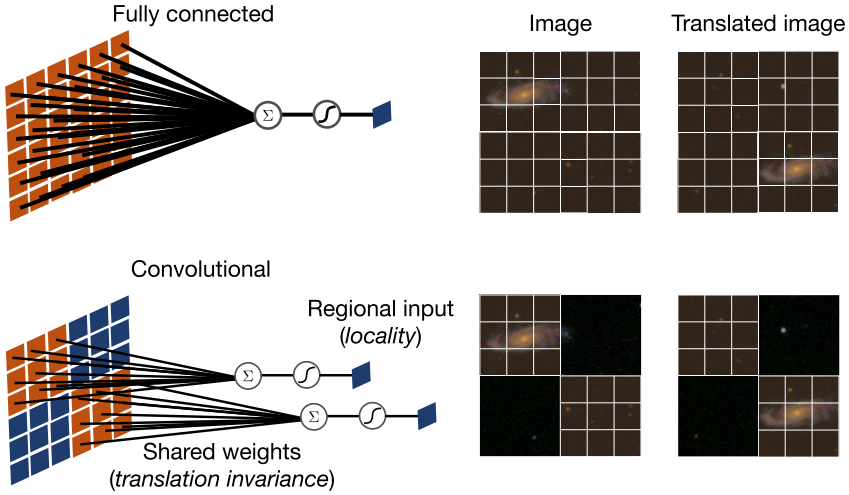 Fully connected
Σ
Image
Translated image
Convolutional
Regional input
(locality)
Σ
Σ
Shared weights
(translation invariance)